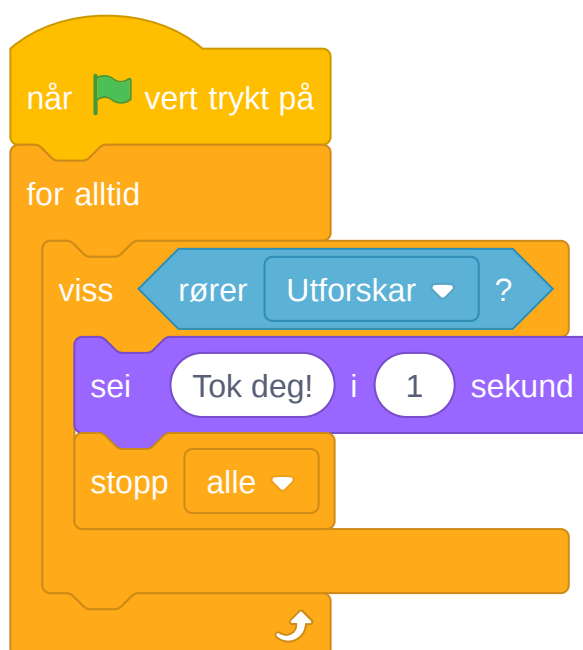 når vert trykt på
for alltid
viss rører Utforskar ?
sei Tok deg! i 1 sekund
stopp alle